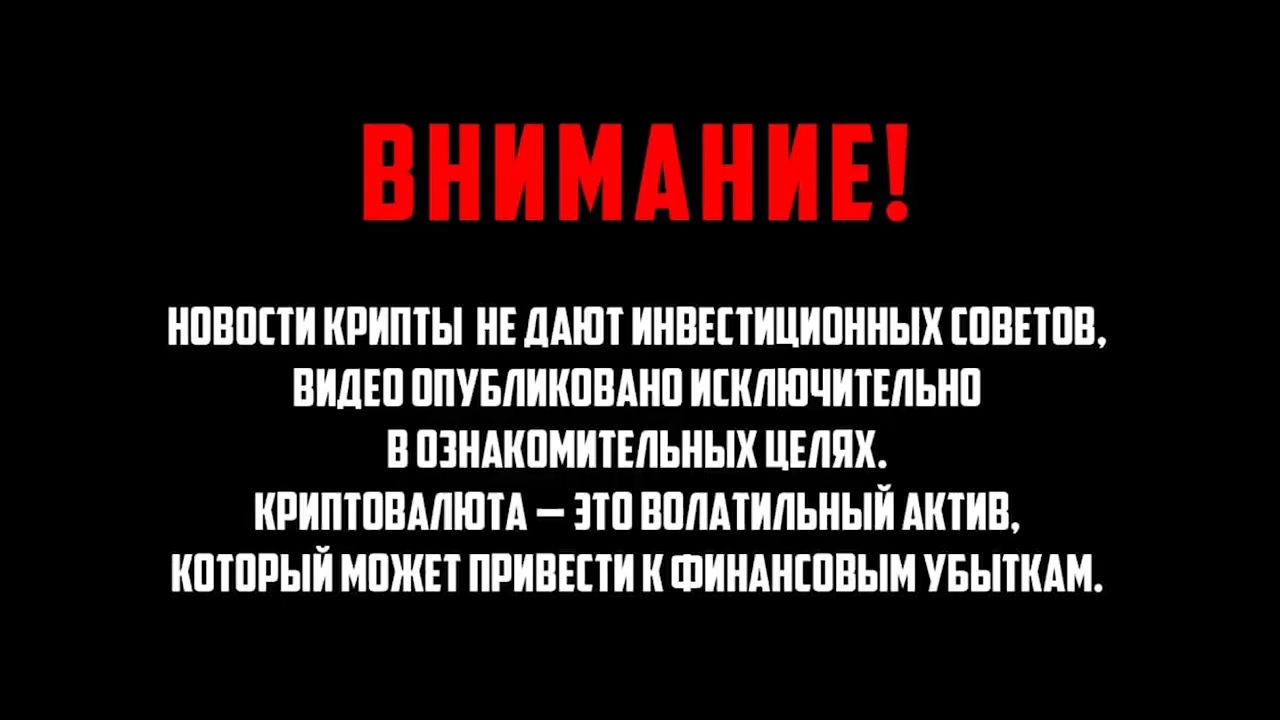 ВНИМАНИЕ!
НОВОСТИ КРИПТЫ НЕ ДАЮТ ИНВЕСТИЦИОННЫХ СОВЕТОВ,
ВИДЕО ОПУБЛИКОВАНО ИСКЛЮЧИТЕЛЬНО
В ОЗНАКОМИТЕЛЬНЫХ ЦЕЛЯХ.
КРИПТОВАЛЮТА – ЭТО ВОЛАТИЛЬНЫЙ АКТИВ,
КОТОРЫЙ МОЖЕТ ПРИВЕСТИ К ФИНАНСОВЫМ УБЫТКАМ.